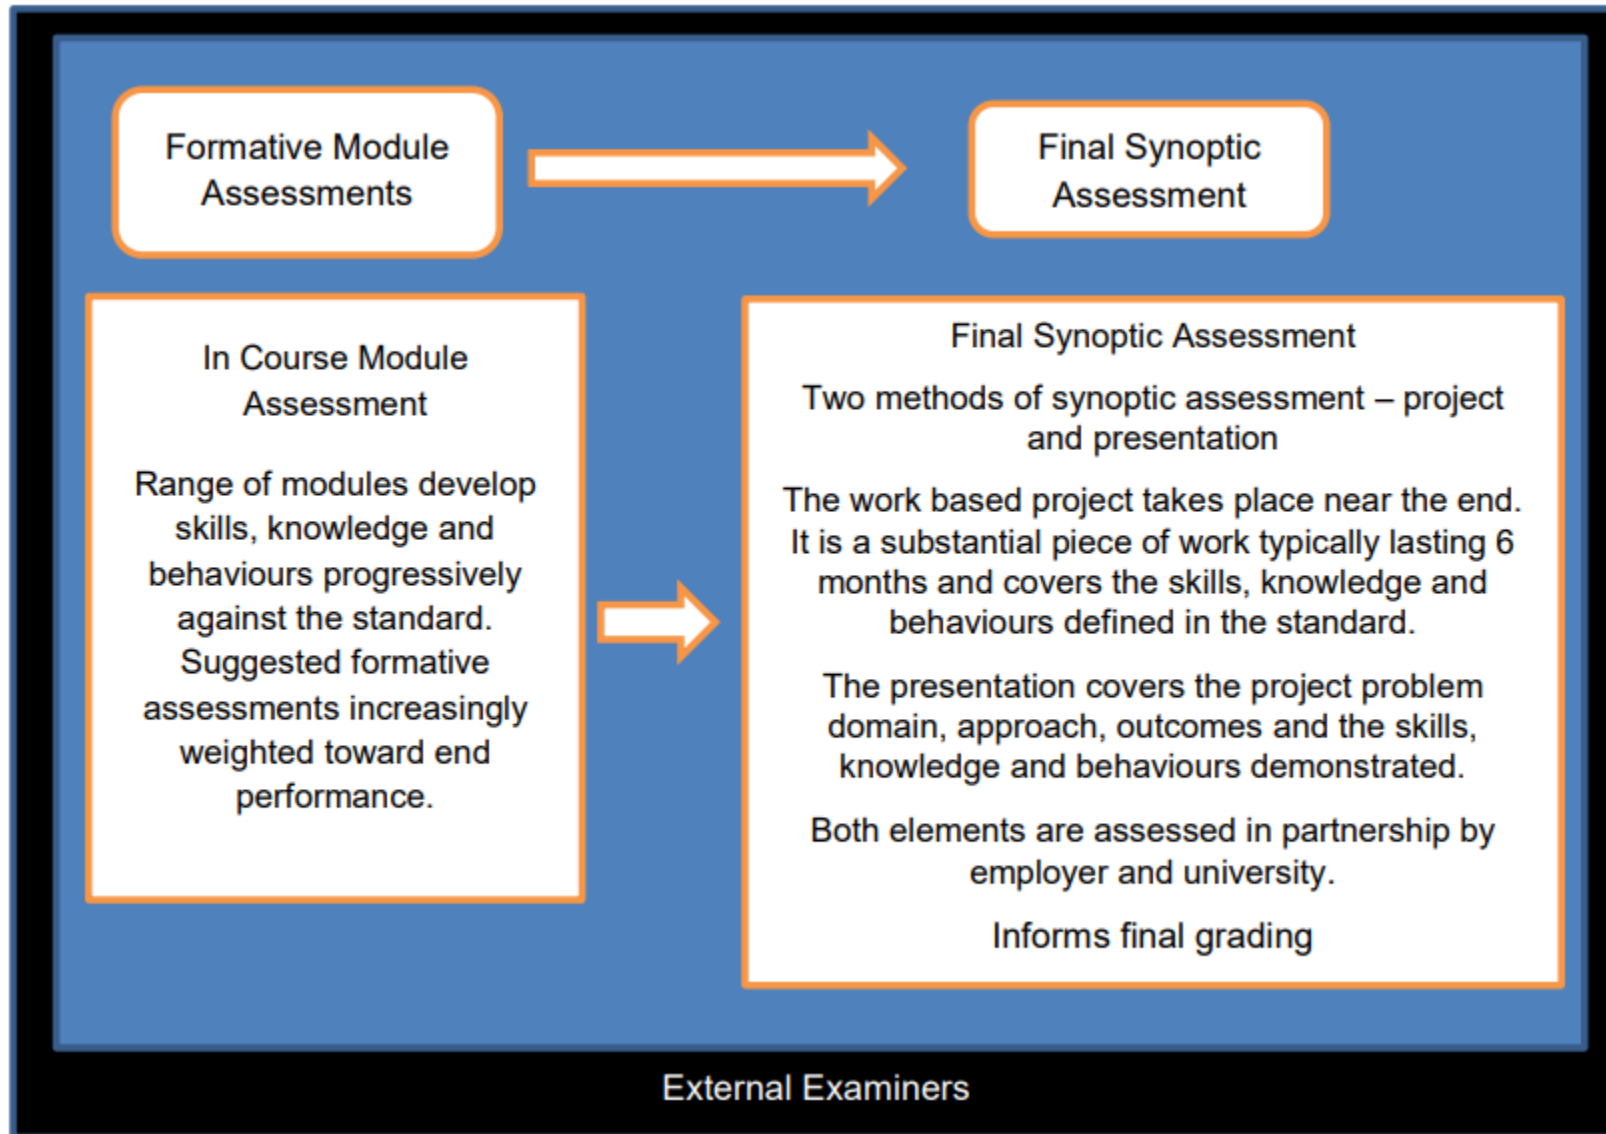 Formative Module
Assessments
Final Synoptic
Assessment
In Course Module
Assessment
Range of modules develop
skills, knowledge and
behaviours progressively
against the standard.
Suggested formative
assessments increasingly
weighted toward end
performance.
Final Synoptic Assessment
Two methods of synoptic assessment – project
and presentation
The work based project takes place near the end.
It is a substantial piece of work typically lasting 6
months and covers the skills, knowledge and
behaviours defined in the standard.
The presentation covers the project problem
domain, approach, outcomes and the skills,
knowledge and behaviours demonstrated.
Both elements are assessed in partnership by
employer and university.
Informs final grading
External Examiners